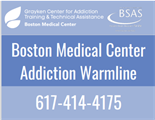 Grayken Center for Addiction
Training & Technical Assistance
Boston Medical Center
BSAS
Boston Medical Center
Addiction Warmline
617-414-4175